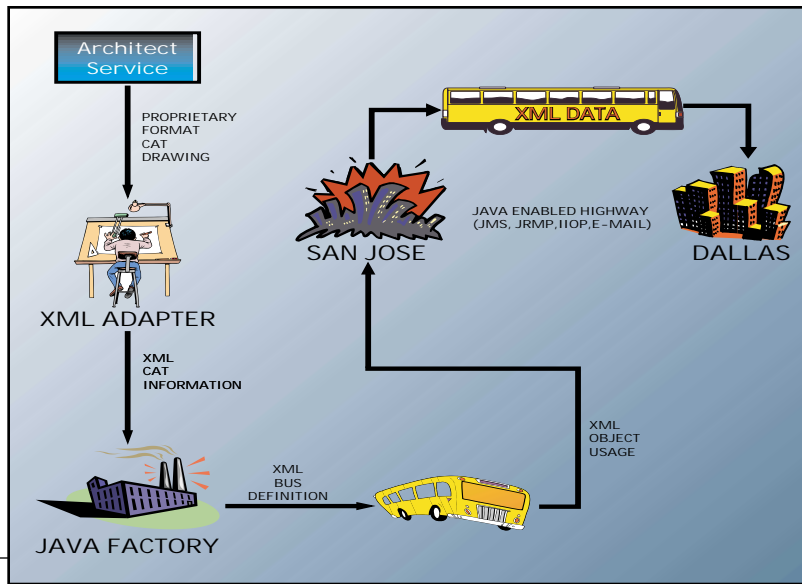 Architect
Service
PROPRIETARY
FORMAT
CAT
DRAWING
XML ADAPTER
XML
CAT
INFORMATION
JAVA FACTORY
XML
BUS
DEFINITION
XML
OBJECT
USAGE
SAN JOSE
XML DATA
JAVA ENABLED HIGHWAY
(JMS, JRMP,IIOP,E-MAIL)
DALLAS